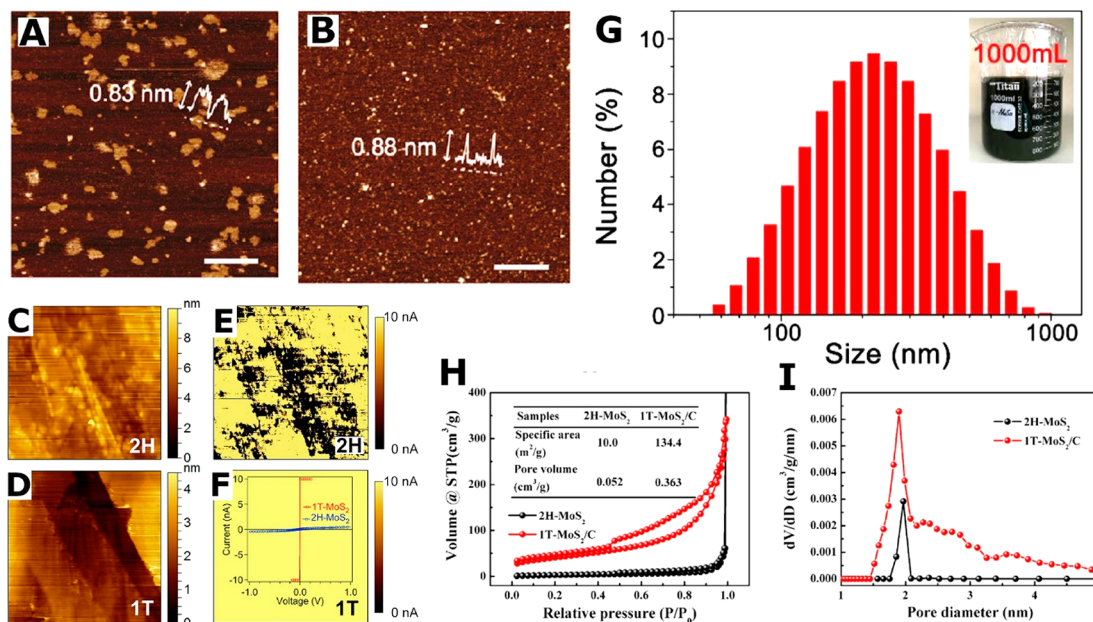 A
0.83 nm
B
0.88 nm
G
Number (%)
10
8
6
4
2
0
100
1000
Size (nm)
1000mL
Titan
1000ml
C
2H
nm
8
6
4
2
0
D
1T
nm
4
3
2
1
0
E
2H
10 nA
0 nA
F
Current (nA)
10
5
0
-5
-10
1T-MoS₂
2H-MoS₂
-1.0
0.0
1.0
Voltage (V)
1T
10 nA
0 nA
H
Volume @ STP(cm³/g)
400
300
200
100
0
Samples 2H-MoS₂ 1T-MoS₂/C
Specific area 10.0 134.4
(m²/g)
Pore volume 0.052 0.363
(cm³/g)
2H-MoS₂
1T-MoS₂/C
0.0 0.2 0.4 0.6 0.8 1.0
Relative pressure (P/P₀)
I
dV/dD (cm³/g/nm)
0.007
0.006
0.005
0.004
0.003
0.002
0.001
0.000
2H-MoS₂
1T-MoS₂/C
1 2 3 4 5
Pore diameter (nm)